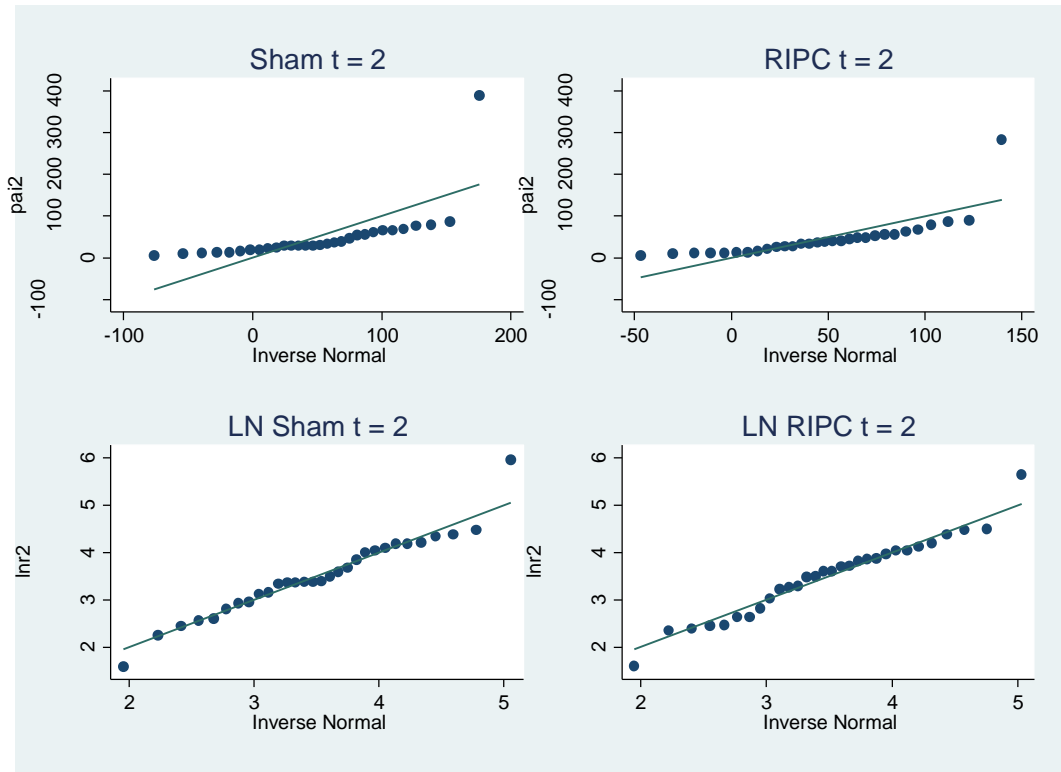 Sham t = 2
pai2
-100 0 100 200 300 400
-100 0 100 200
Inverse Normal
RIPC t = 2
pai2
-100 0 100 200 300 400
-50 0 50 100 150
Inverse Normal
LN Sham t = 2
lnr2
2 3 4 5 6
2 3 4 5
Inverse Normal
LN RIPC t = 2
lnr2
2 3 4 5 6
2 3 4 5
Inverse Normal